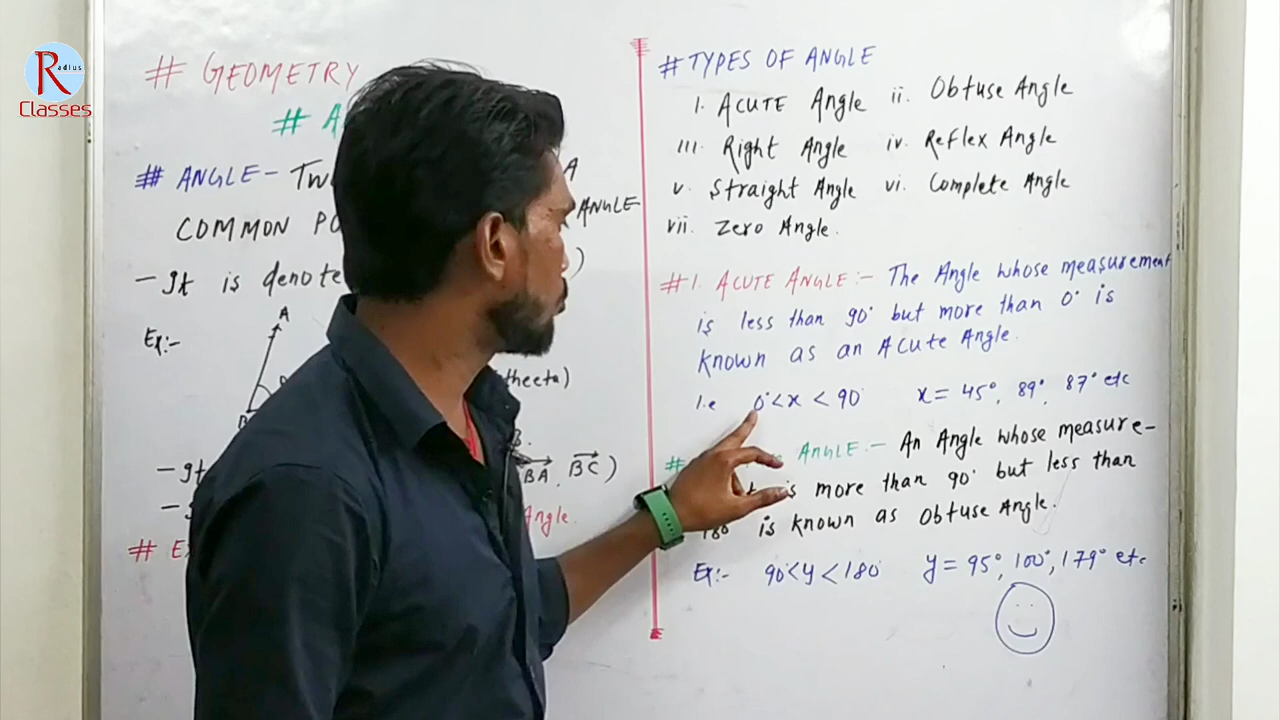 Radius
Classes
# GEOMETRY
# A
# ANGLE - A
COMMON ANGLE
- It is )
Ex:-
A
theeta)
B.
BA, BC)
Angle.
#
# TYPES OF ANGLE
i. ACUTE Angle ii. Obtuse Angle
iii. Right Angle iv. Reflex Angle
v. Straight Angle vi. Complete Angle
vii. Zero Angle.
#1. ACUTE ANGLE:- The Angle whose measurement
is less than 90° but more than 0° is
known as an Acute Angle.
i.e 0°<x < 90° x = 45°, 89°, 87° etc
# ANGLE:- An Angle whose measure-
is more than 90° but less than
180° is known as Obtuse Angle.
Ex:- 90°<y<180° y = 95°, 100°, 179° etc